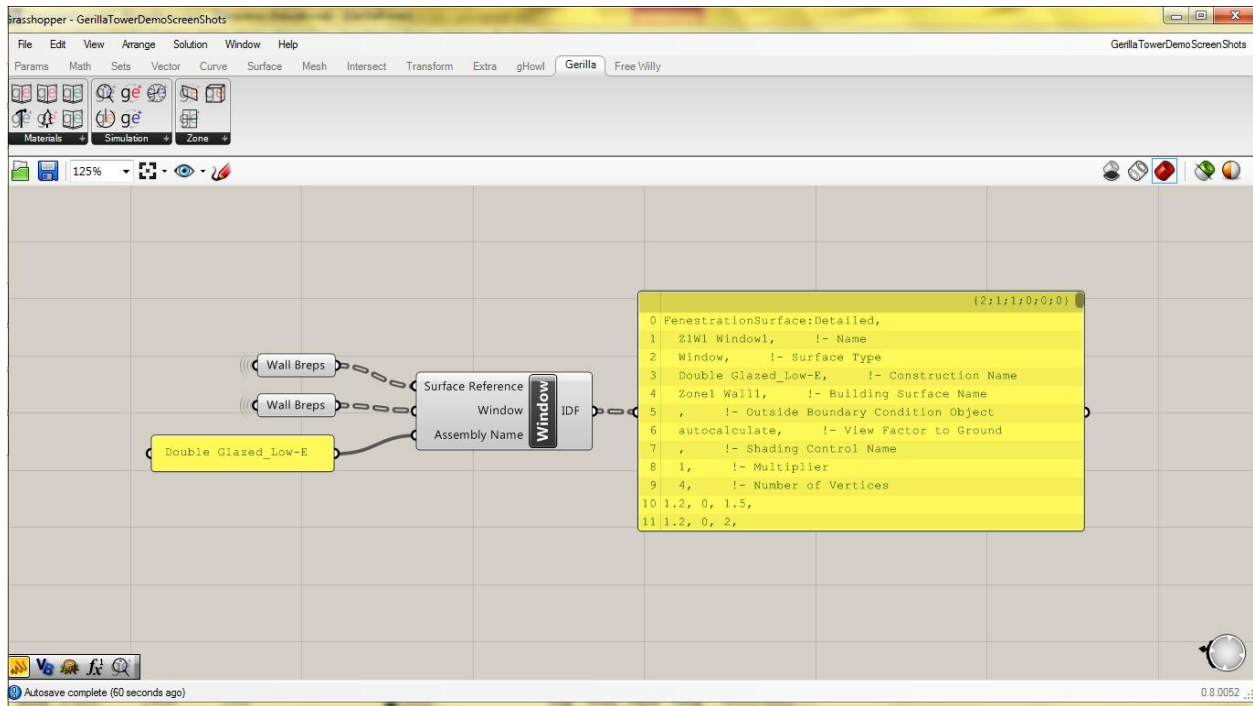 Grasshopper - GerillaTowerDemoScreenShots
File Edit View Arrange Solution Window Help GerillaTowerDemoScreenShots
Params Math Sets Vector Curve Surface Mesh Intersect Transform Extra gHowl Gerilla Free Willy
Materials Simulation Zone
125%
{2;1;1;0;0;0}
0 FenestrationSurface:Detailed,
1 Z1W1 Window1, !- Name
2 Window, !- Surface Type
3 Double Glazed_Low-E, !- Construction Name
4 Zone1 Wall1, !- Building Surface Name
5 , !- Outside Boundary Condition Object
6 autocalculate, !- View Factor to Ground
7 , !- Shading Control Name
8 1, !- Multiplier
9 4, !- Number of Vertices
10 1.2, 0, 1.5,
11 1.2, 0, 2,
Wall Breps
Wall Breps
Double Glazed_Low-E
Surface Reference
Window
Assembly Name
Window
IDF
Autosave complete (60 seconds ago) 0.8.0052